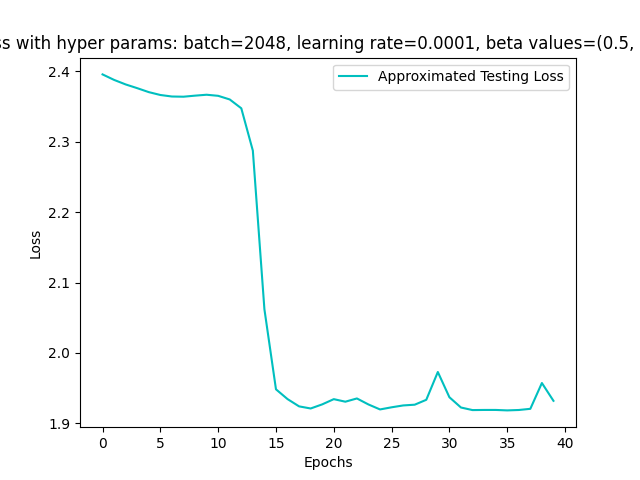 ss with hyper params: batch=2048, learning rate=0.0001, beta values=(0.5,
Approximated Testing Loss
2.4
2.3
2.2
2.1
2.0
1.9
Loss
0 5 10 15 20 25 30 35 40
Epochs